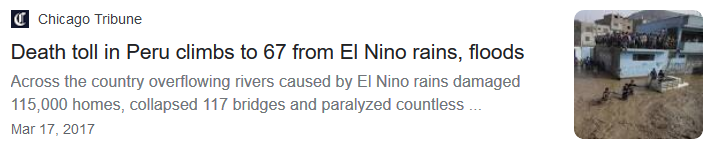 Chicago Tribune
Death toll in Peru climbs to 67 from El Nino rains, floods
Across the country overflowing rivers caused by El Nino rains damaged
115,000 homes, collapsed 117 bridges and paralyzed countless ...
Mar 17, 2017